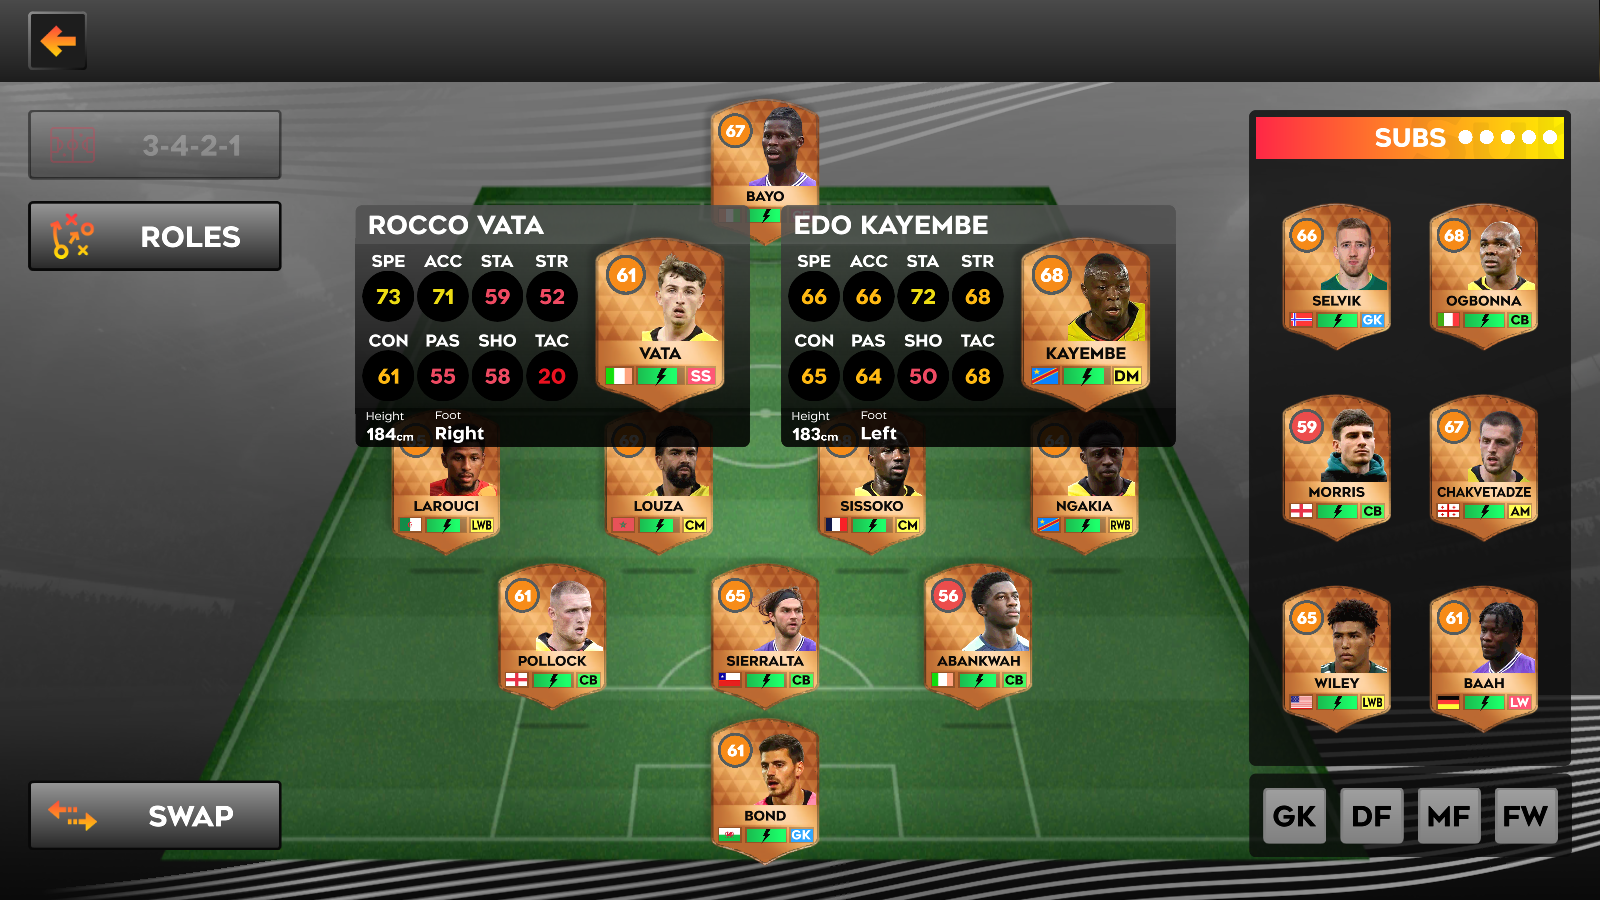 3-4-2-1
ROLES
SWAP
67
BAYO
ROCCO VATA
SPE ACC STA STR
73 71 59 52
CON PAS SHO TAC
61 55 58 20
Height Foot
184cm Right
61
VATA
SS
EDO KAYEMBE
SPE ACC STA STR
66 66 72 68
CON PAS SHO TAC
65 64 50 68
Height Foot
183cm Left
68
KAYEMBE
DM
LAROUCI
LWB
69
LOUZA
CM
SISSOKO
CM
64
NGAKIA
RWB
61
POLLOCK
CB
65
SIERRALTA
CB
56
ABANKWAH
CB
61
BOND
GK
SUBS
66
SELVIK
GK
68
OGBONNA
CB
59
MORRIS
CB
67
CHAKVETADZE
AM
65
WILEY
LWB
61
BAAH
LW
GK DF MF FW